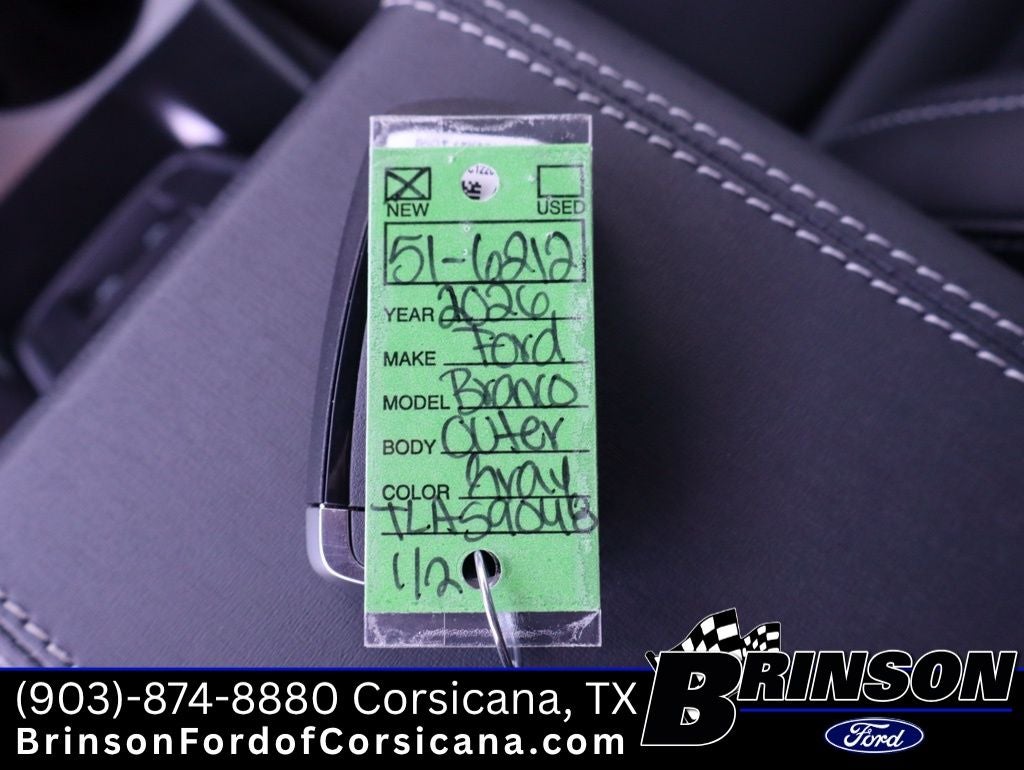 NEW USED
51-6212
YEAR 2026
MAKE Ford
MODEL Bronco
BODY Outer
COLOR Gray
TLA59048
1/2
(903)-874-8880 Corsicana, TX
BrinsonFordofCorsicana.com
BRINSON
Ford